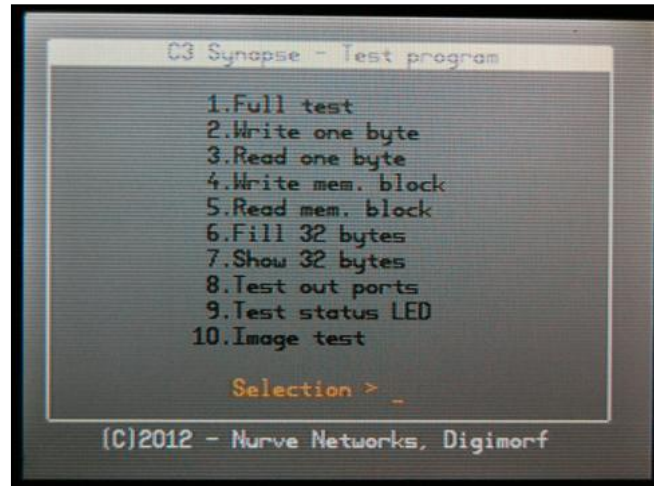 C3 Synapse - Test program
1.Full test
2.Write one byte
3.Read one byte
4.Write mem. block
5.Read mem. block
6.Fill 32 bytes
7.Show 32 bytes
8.Test out ports
9.Test status LED
10.Image test
Selection > _
(C)2012 - Nurve Networks, Digimorf